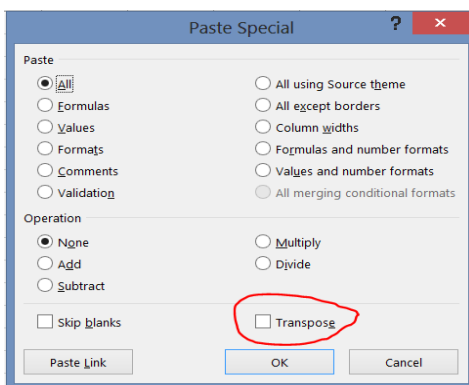 Paste Special ?
Paste
All All using Source theme
Formulas All except borders
Values Column widths
Formats Formulas and number formats
Comments Values and number formats
Validation All merging conditional formats
Operation
None Multiply
Add Divide
Subtract
Skip blanks Transpose
Paste Link OK Cancel